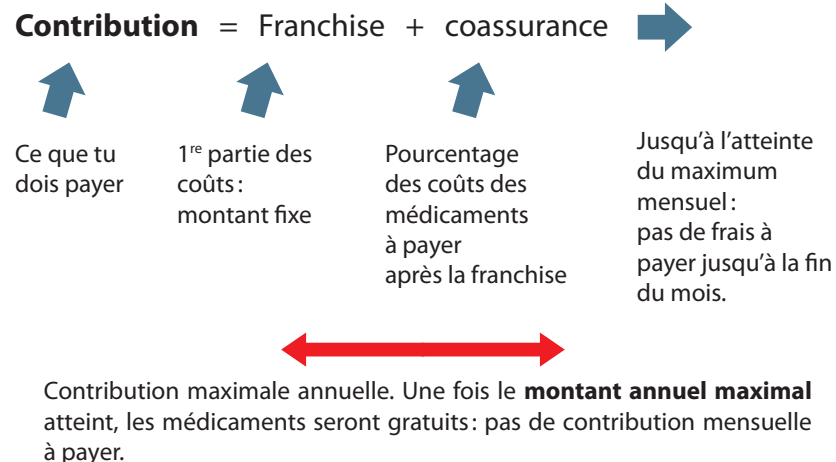 Contribution = Franchise + coassurance
Ce que tu
dois payer
1re partie des
coûts :
montant fixe
Pourcentage
des coûts des
médicaments
à payer
après la franchise
Jusqu’à l’atteinte
du maximum
mensuel :
pas de frais à
payer jusqu’à la fin
du mois.
Contribution maximale annuelle. Une fois le montant annuel maximal
atteint, les médicaments seront gratuits : pas de contribution mensuelle
à payer.